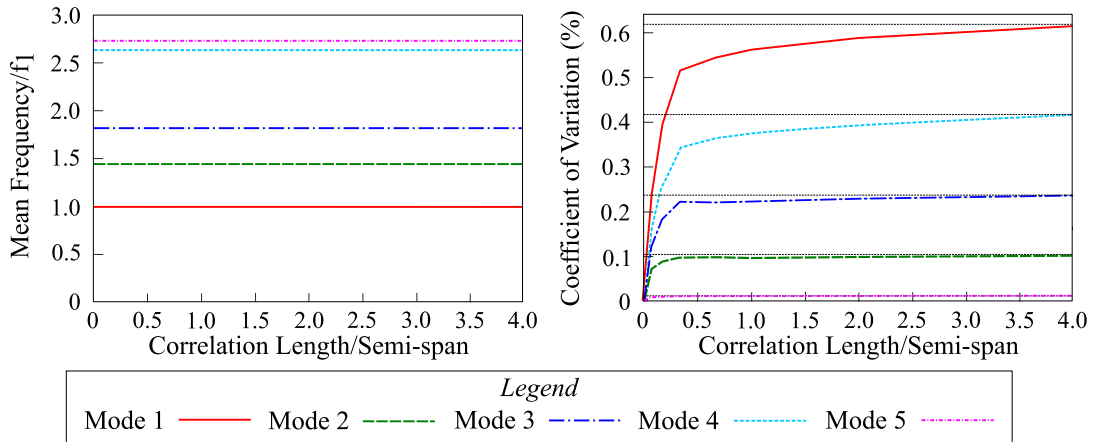 Mean Frequency/f1
3.0
2.5
2.0
1.5
1.0
0.5
0
0 0.5 1.0 1.5 2.0 2.5 3.0 3.5 4.0
Correlation Length/Semi-span
Coefficient of Variation (%)
0.6
0.5
0.4
0.3
0.2
0.1
0
0 0.5 1.0 1.5 2.0 2.5 3.0 3.5 4.0
Correlation Length/Semi-span
Legend
Mode 1 Mode 2 Mode 3 Mode 4 Mode 5